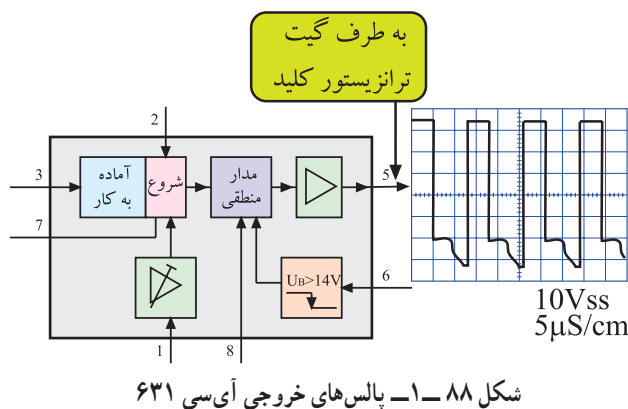 به طرف گیت
ترانزیستور کلید
2
3
آماده
به کار
شروع
مدار
منطقی
5
7
U_B>14V
6
1
8
10Vss
5μS/cm
شکل ۸۸ ــ۱ــ پالس‌های خروجی آی‌سی ۶۳۱